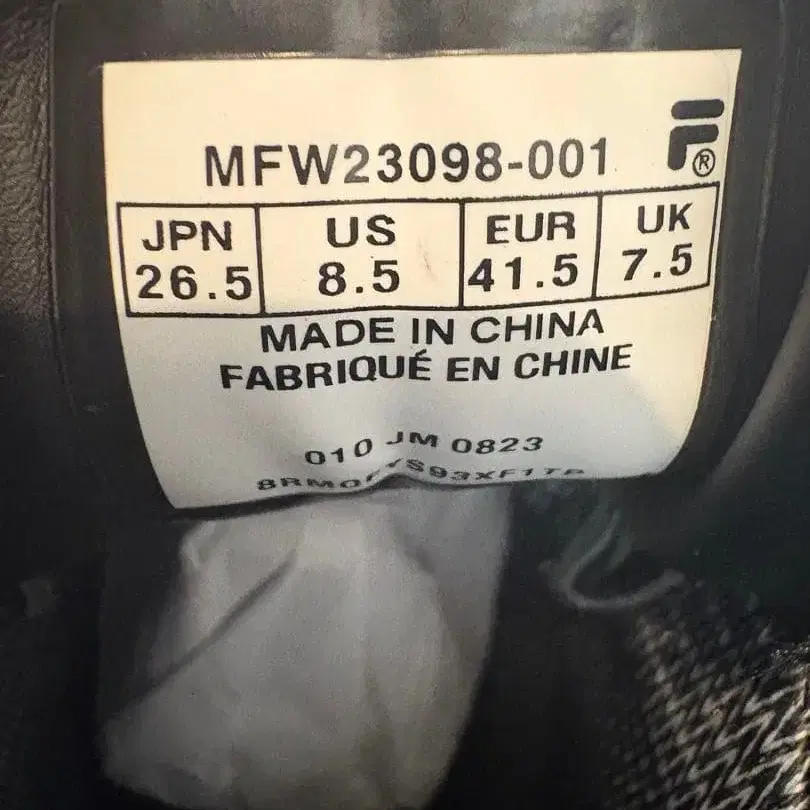 MFW23098-001
JPN US EUR UK
26.5 8.5 41.5 7.5
MADE IN CHINA
FABRIQUÉ EN CHINE
010 JM 0823